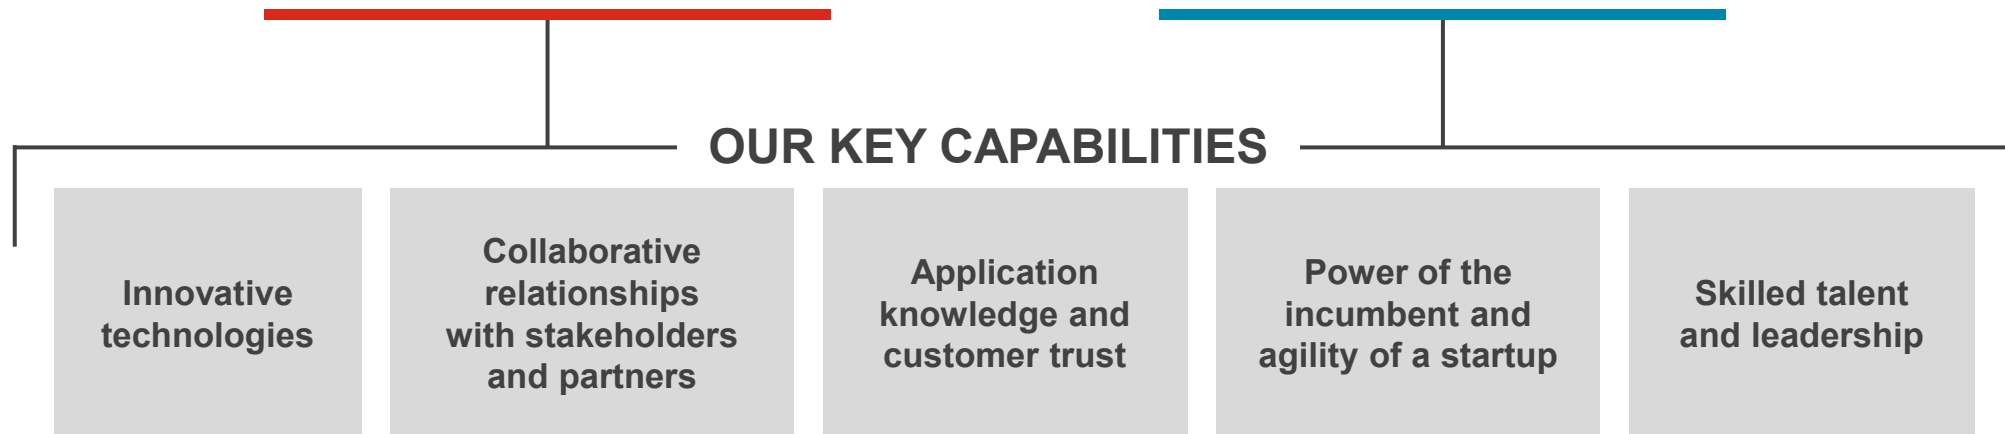 OUR KEY CAPABILITIES
Innovative
technologies
Collaborative
relationships
with stakeholders
and partners
Application
knowledge and
customer trust
Power of the
incumbent and
agility of a startup
Skilled talent
and leadership